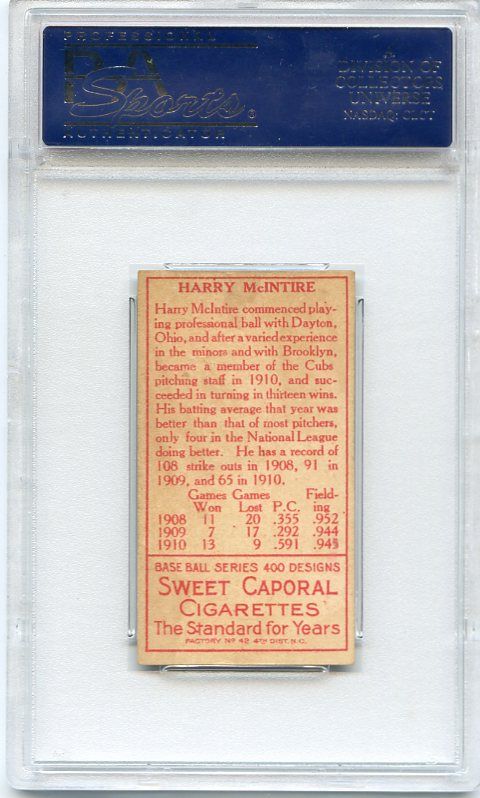 PROFESSIONAL
PSA
Sports®
AUTHENTICATOR
A
DIVISION OF
COLLECTORS
UNIVERSE
NASDAQ: CLCT
HARRY McINTIRE
Harry McIntire commenced play-
ing professional ball with Dayton,
Ohio, and after a varied experience
in the minors and with Brooklyn,
became a member of the Cubs
pitching staff in 1910, and suc-
ceeded in turning in thirteen wins.
His batting average that year was
better than that of most pitchers,
only four in the National League
doing better. He has a record of
108 strike outs in 1908, 91 in
1909, and 65 in 1910.
Games Games Field-
Won Lost P.C. ing
1908 11 20 .355 .952
1909 7 17 .292 .944
1910 13 9 .591 .945
BASE BALL SERIES 400 DESIGNS
SWEET CAPORAL
CIGARETTES
The Standard for Years
FACTORY No 42 4TH DIST. N.C.